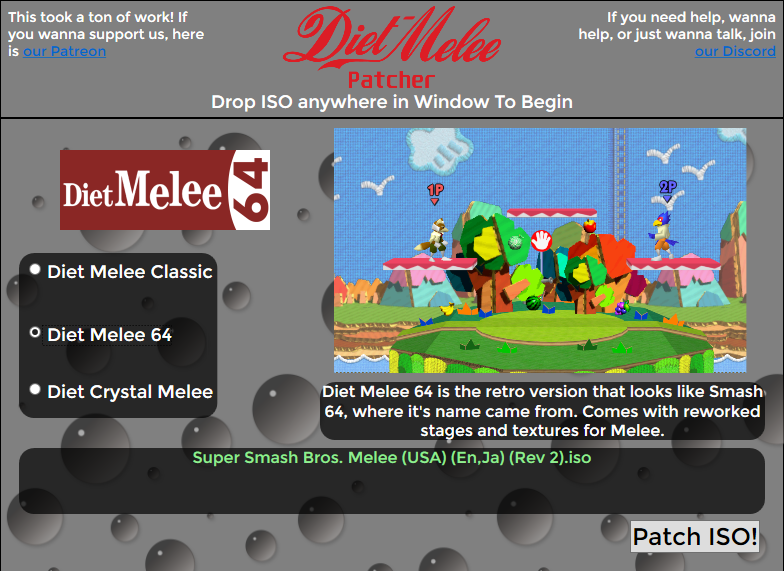 This took a ton of work! If
you wanna support us, here
is our Patreon
Diet Melee
Patcher
Drop ISO anywhere in Window To Begin
If you need help, wanna
help, or just wanna talk, join
our Discord
Diet Melee 64
1P
2P
Diet Melee Classic
Diet Melee 64
Diet Crystal Melee
Diet Melee 64 is the retro version that looks like Smash
64, where it's name came from. Comes with reworked
stages and textures for Melee.
Super Smash Bros. Melee (USA) (En,Ja) (Rev 2).iso
Patch ISO!